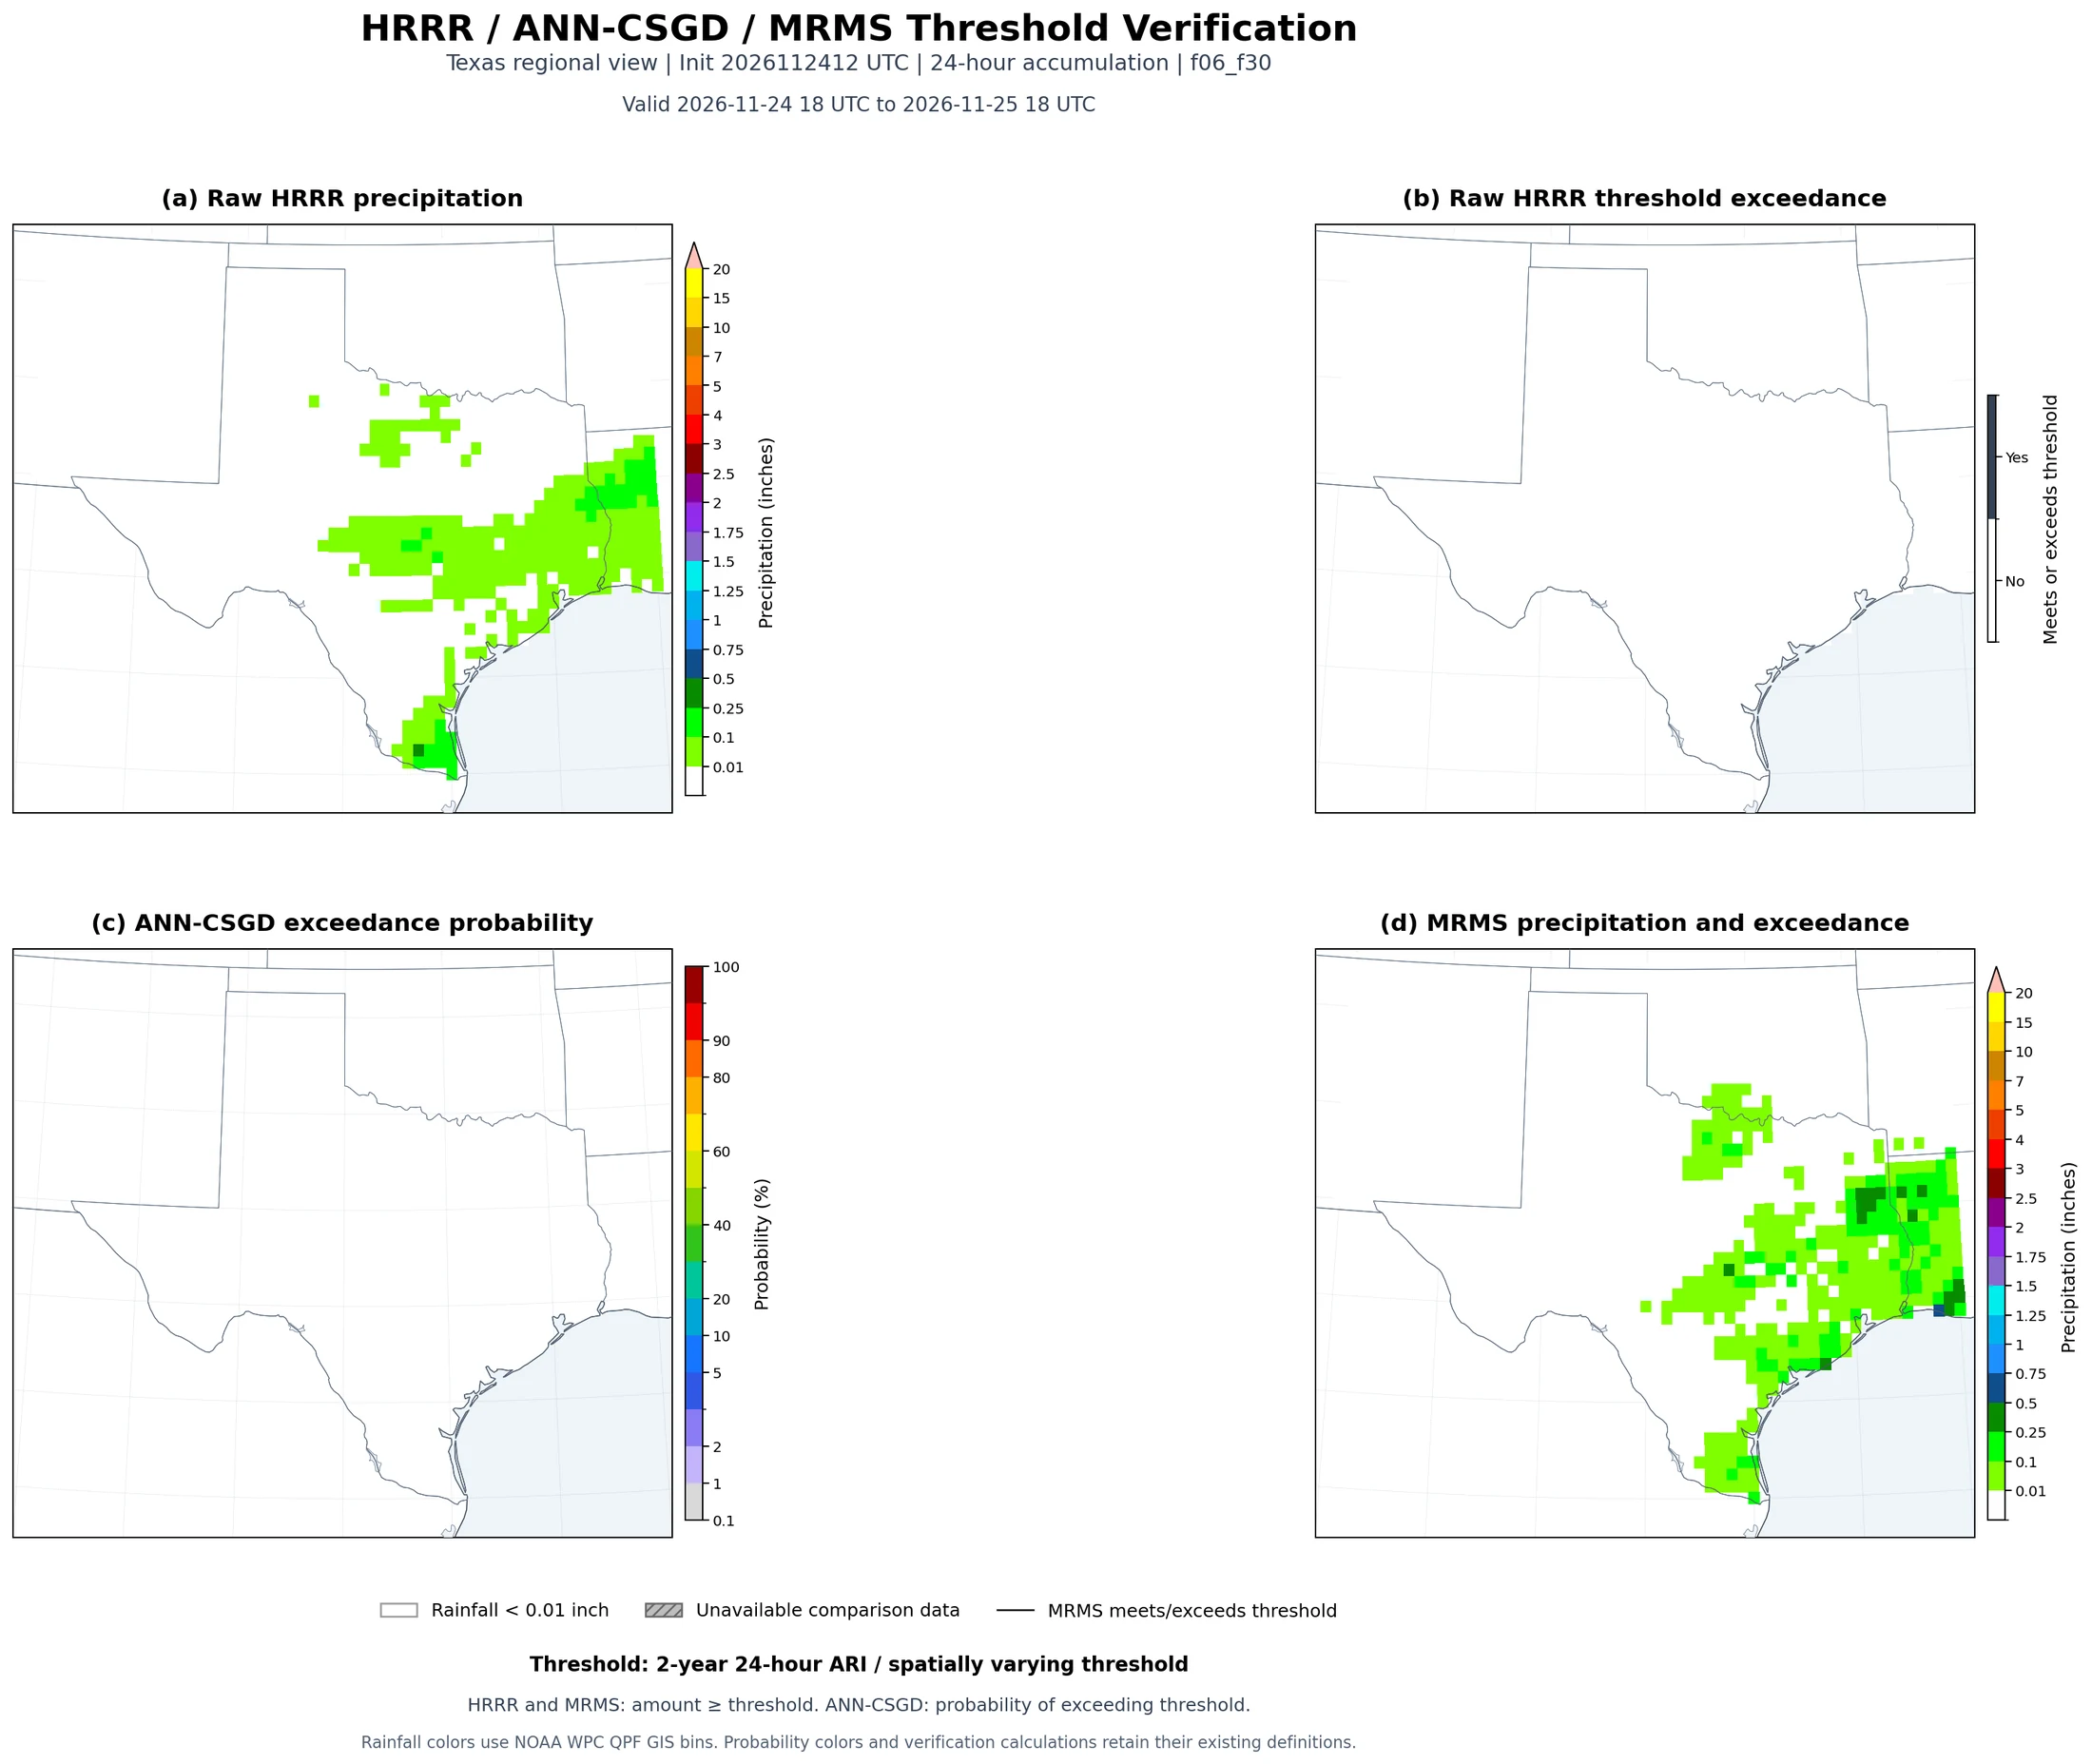 HRRR / ANN-CSGD / MRMS Threshold Verification
Texas regional view | Init 2026112412 UTC | 24-hour accumulation | f06_f30
Valid 2026-11-24 18 UTC to 2026-11-25 18 UTC
(a) Raw HRRR precipitation
20
15
10
7
5
4
3
2.5
2
1.75
1.5
1.25
1
0.75
0.5
0.25
0.1
0.01
Precipitation (inches)
(b) Raw HRRR threshold exceedance
Yes
No
Meets or exceeds threshold
(c) ANN-CSGD exceedance probability
100
90
80
60
40
20
10
5
2
1
0.1
Probability (%)
(d) MRMS precipitation and exceedance
20
15
10
7
5
4
3
2.5
2
1.75
1.5
1.25
1
0.75
0.5
0.25
0.1
0.01
Precipitation (inches)
Rainfall < 0.01 inch
Unavailable comparison data
MRMS meets/exceeds threshold
Threshold: 2-year 24-hour ARI / spatially varying threshold
HRRR and MRMS: amount ≥ threshold. ANN-CSGD: probability of exceeding threshold.
Rainfall colors use NOAA WPC QPF GIS bins. Probability colors and verification calculations retain their existing definitions.